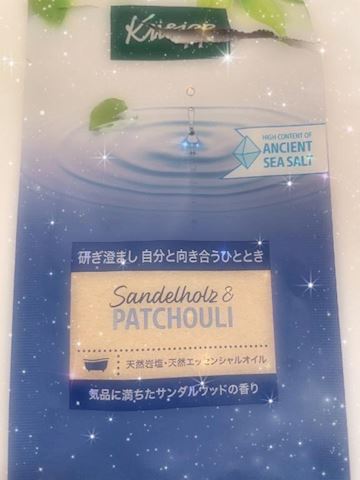 Kneipp
HIGH CONTENT OF
ANCIENT
SEA SALT
研ぎ澄まし 自分と向き合うひととき
Sandelholz &
PATCHOULI
天然岩塩・天然エッセンシャルオイル
気品に満ちたサンダルウッドの香り